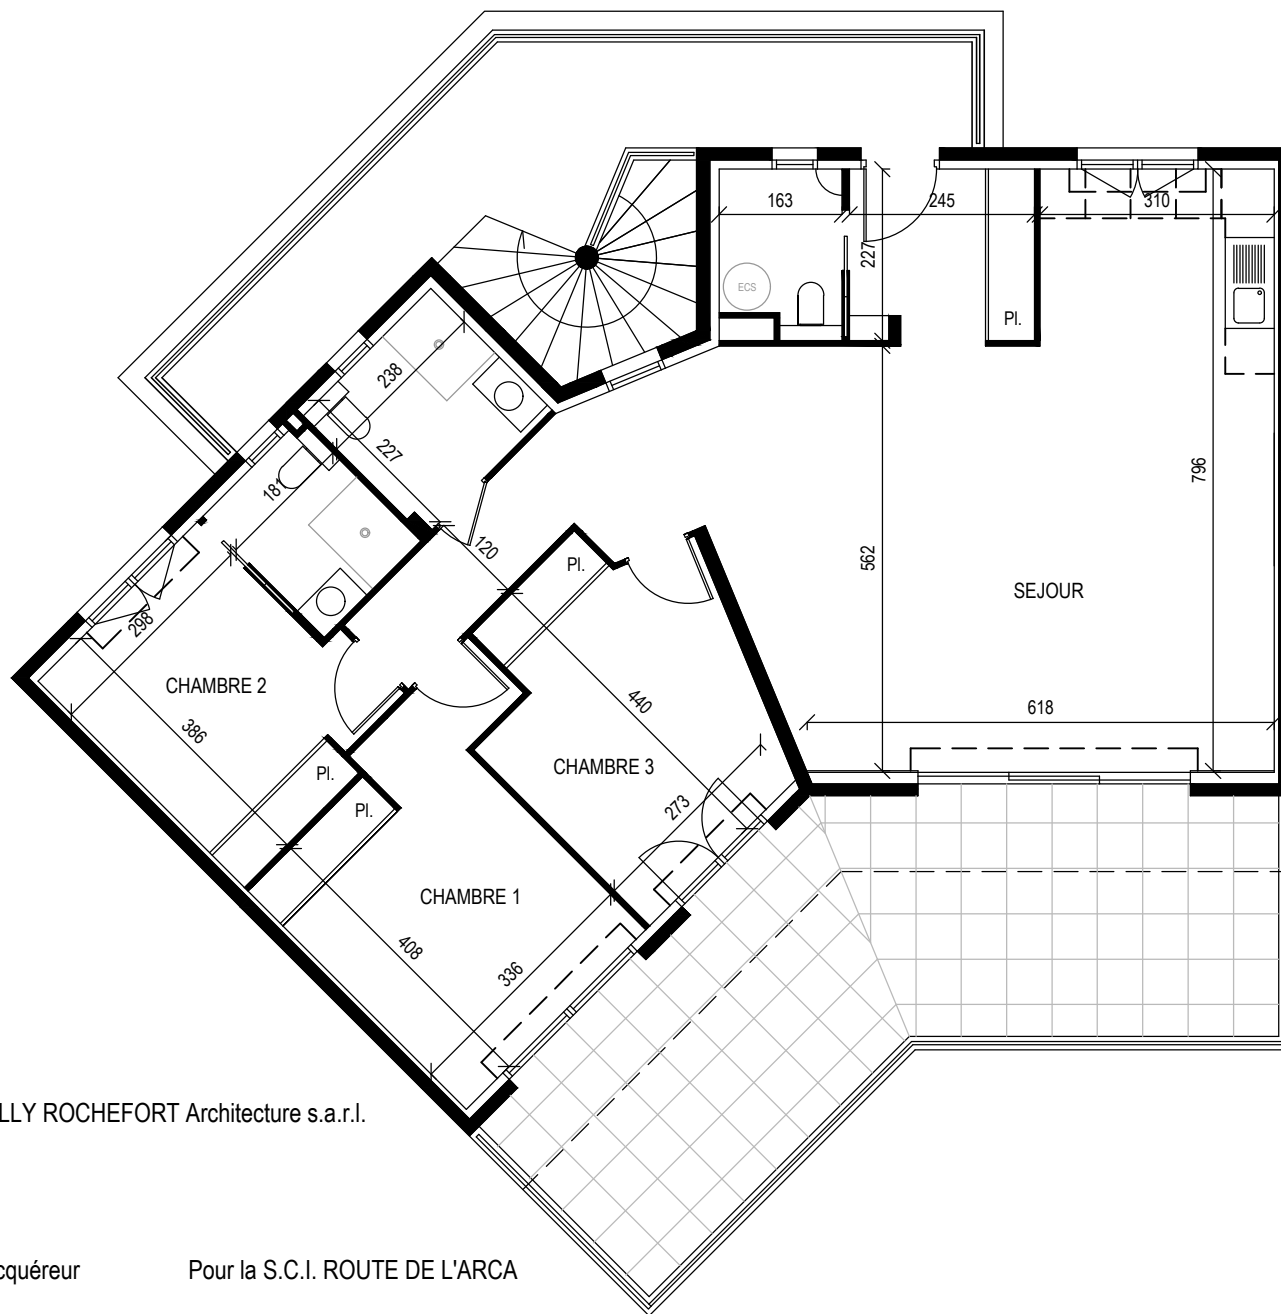 163
245
310
227
ECS
Pl.
238
227
181
796
120
562
Pl.
SEJOUR
298
CHAMBRE 2
440
618
386
CHAMBRE 3
Pl.
273
Pl.
CHAMBRE 1
408
336
LLY ROCHEFORT Architecture s.a.r.l.
cquéreur
Pour la S.C.I. ROUTE DE L'ARCA